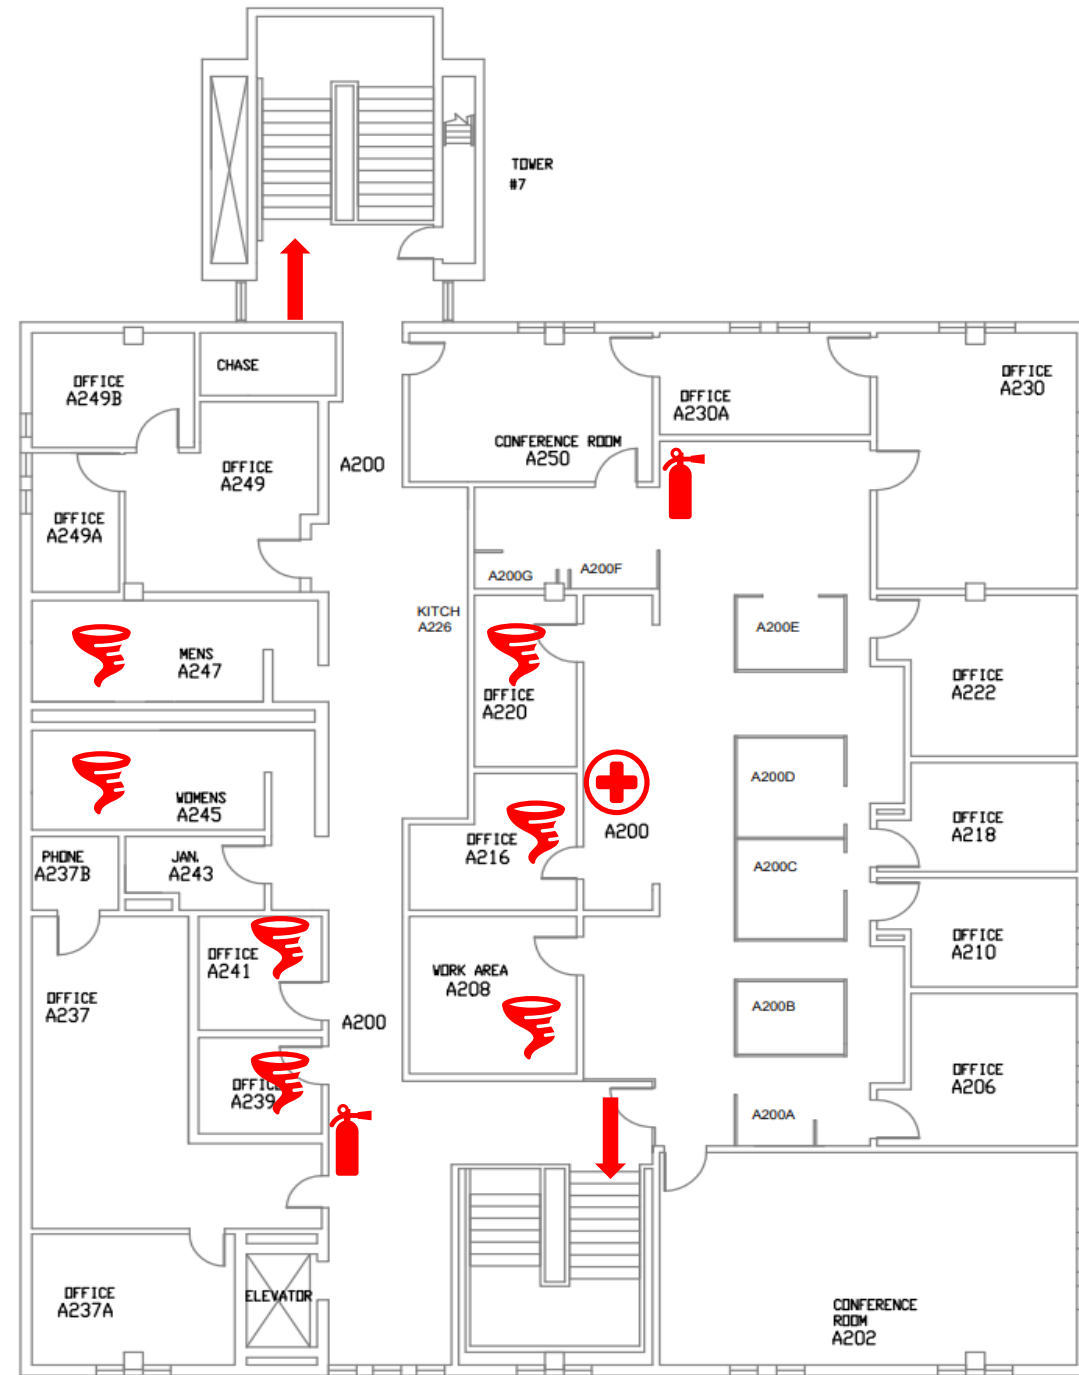 TOWER
#7
CHASE
OFFICE
A249B
OFFICE
A230
OFFICE
A230A
CONFERENCE ROOM
A250
A200
OFFICE
A249
OFFICE
A249A
A200G
A200F
KITCH
A226
A200E
MENS
A247
OFFICE
A220
OFFICE
A222
A200D
WOMENS
A245
OFFICE
A216
A200
OFFICE
A218
PHONE
A237B
JAN.
A243
A200C
OFFICE
A241
WORK AREA
A208
OFFICE
A210
OFFICE
A237
A200
A200B
OFFICE
A239
OFFICE
A206
A200A
OFFICE
A237A
ELEVATOR
CONFERENCE
ROOM
A202